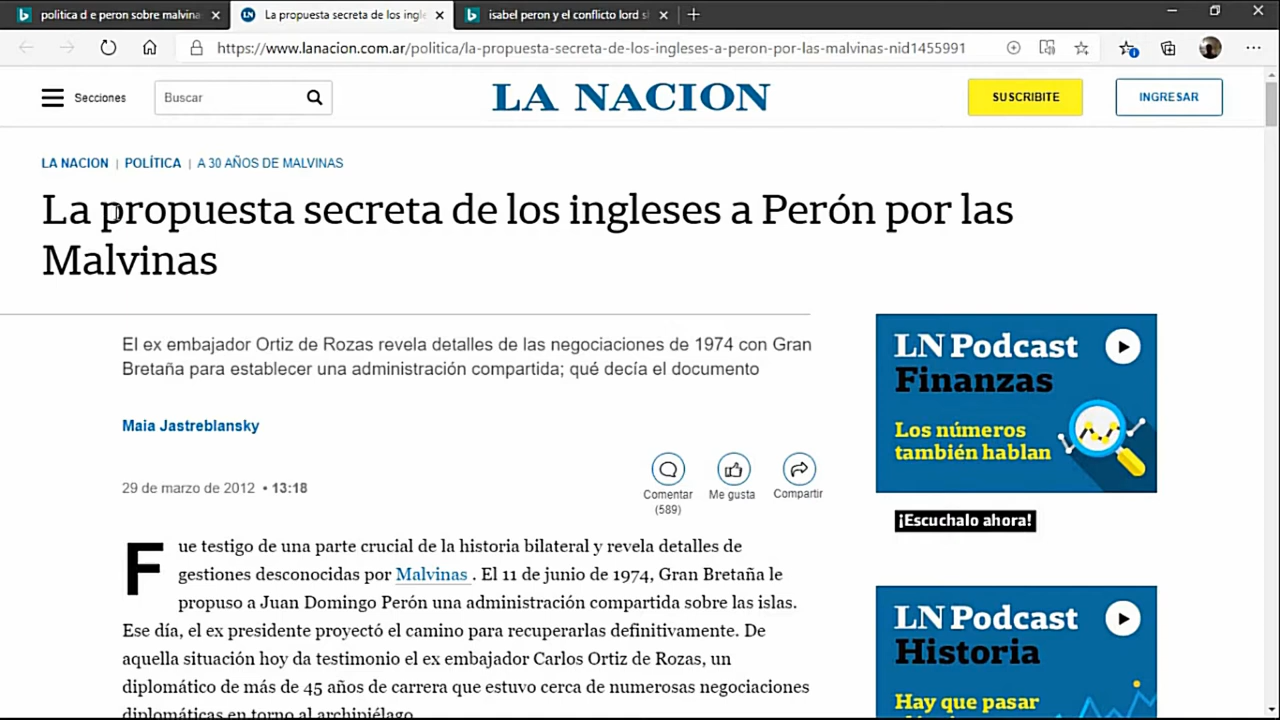 politica d e peron sobre malvina
La propuesta secreta de los ingle
isabel peron y el conflicto lord s
https://www.lanacion.com.ar/politica/la-propuesta-secreta-de-los-ingleses-a-peron-por-las-malvinas-nid1455991
Secciones
Buscar
LA NACION
SUSCRIBITE
INGRESAR
LA NACION | POLÍTICA | A 30 AÑOS DE MALVINAS
La propuesta secreta de los ingleses a Perón por las
Malvinas
El ex embajador Ortiz de Rozas revela detalles de las negociaciones de 1974 con Gran
Bretaña para establecer una administración compartida; qué decía el documento
Maia Jastreblansky
29 de marzo de 2012 • 13:18
Comentar
(589)
Me gusta
Compartir
Fue testigo de una parte crucial de la historia bilateral y revela detalles de
gestiones desconocidas por Malvinas . El 11 de junio de 1974, Gran Bretaña le
propuso a Juan Domingo Perón una administración compartida sobre las islas.
Ese día, el ex presidente proyectó el camino para recuperarlas definitivamente. De
aquella situación hoy da testimonio el ex embajador Carlos Ortiz de Rozas, un
diplomático de más de 45 años de carrera que estuvo cerca de numerosas negociaciones
diplomáticas en torno al archipiélago.
LN Podcast
Finanzas
Los números
también hablan
¡Escuchalo ahora!
LN Podcast
Historia
Hay que pasar